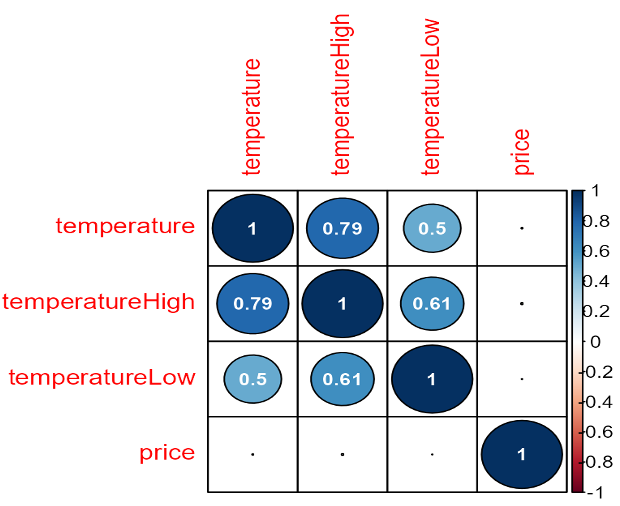 temperature
temperatureHigh
temperatureLow
price
temperature 1 0.79 0.5
temperatureHigh 0.79 1 0.61
temperatureLow 0.5 0.61 1
price 1
1
0.8
0.6
0.4
0.2
0
-0.2
-0.4
-0.6
-0.8
-1